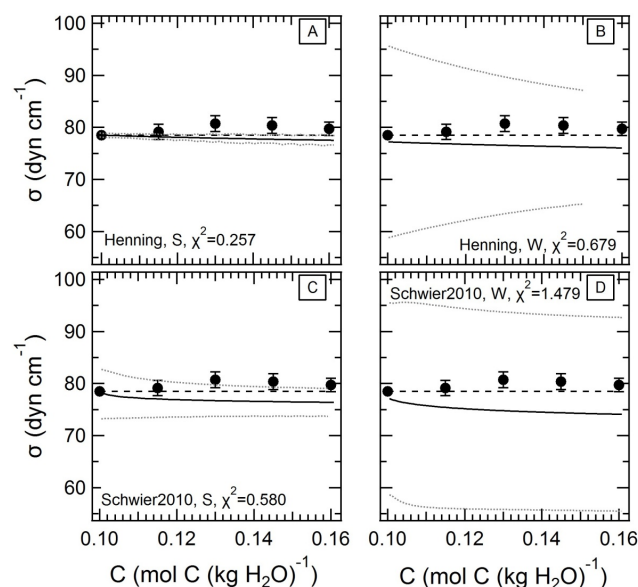 A
B
100
90
80
70
60
σ (dyn cm⁻¹)
Henning, S, χ²=0.257
Henning, W, χ²=0.679
C
D
100
90
80
70
60
σ (dyn cm⁻¹)
Schwier2010, W, χ²=1.479
Schwier2010, S, χ²=0.580
0.10 0.12 0.14 0.16
0.10 0.12 0.14 0.16
C (mol C (kg H₂O)⁻¹
C (mol C (kg H₂O)⁻¹